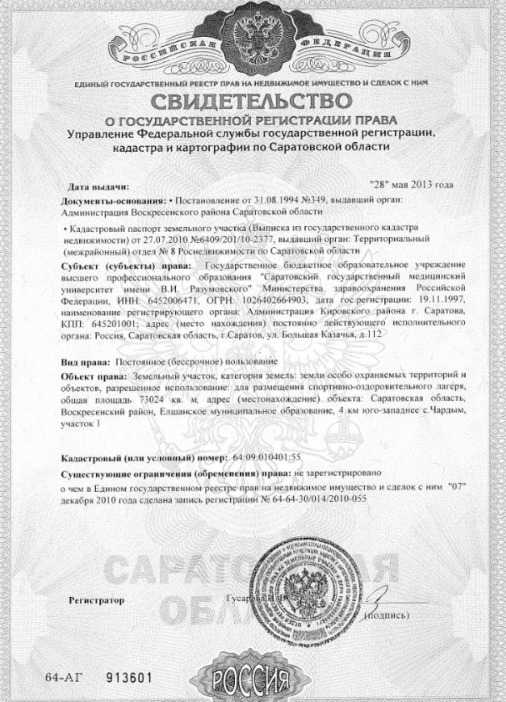 РОССИЙСКАЯ ФЕДЕРАЦИЯ
ЕДИНЫЙ ГОСУДАРСТВЕННЫЙ РЕЕСТР ПРАВ НА НЕДВИЖИМОЕ ИМУЩЕСТВО И СДЕЛОК С НИМ
СВИДЕТЕЛЬСТВО
О ГОСУДАРСТВЕННОЙ РЕГИСТРАЦИИ ПРАВА
Управление Федеральной службы государственной регистрации,
кадастра и картографии по Саратовской области
Дата выдачи: "28" мая 2013 года
Документы-основания: • Постановление от 31.08.1994 №349, выдавший орган:
Администрация Воскресенского района Саратовской области
• Кадастровый паспорт земельного участка (Выписка из государственного кадастра
недвижимости) от 27.07.2010 №6409/201/10-2377, выдавший орган: Территориальный
(межрайонный) отдел № 8 Роснедвижимости по Саратовской области
Субъект (субъекты) права: Государственное бюджетное образовательное учреждение
высшего профессионального образования "Саратовский государственный медицинский
университет имени В.И. Разумовского" Министерства здравоохранения Российской
Федерации, ИНН: 6452006471, ОГРН: 1026402664903, дата гос.регистрации: 19.11.1997,
наименование регистрирующего органа: Администрация Кировского района г. Саратова,
КПП: 645201001; адрес (место нахождения) постоянно действующего исполнительного
органа: Россия, Саратовская область, г.Саратов, ул. Большая Казачья, д.112
Вид права: Постоянное (бессрочное) пользование
Объект права: Земельный участок, категория земель: земли особо охраняемых территорий и
объектов, разрешенное использование: для размещения спортивно-оздоровительного лагеря,
общая площадь 73024 кв. м, адрес (местонахождение) объекта: Саратовская область,
Воскресенский район, Елшанское муниципальное образование, 4 км юго-западнее с.Чардым,
участок 1
Кадастровый (или условный) номер: 64:09:010401:55
Существующие ограничения (обременения) права: не зарегистрировано
о чем в Едином государственном реестре прав на недвижимое имущество и сделок с ним "07"
декабря 2010 года сделана запись регистрации № 64-64-30/014/2010-055
САРАТОВСКАЯ
ОБЛАСТЬ
Регистратор
(подпись)
64-АГ 913601
РОССИЯ